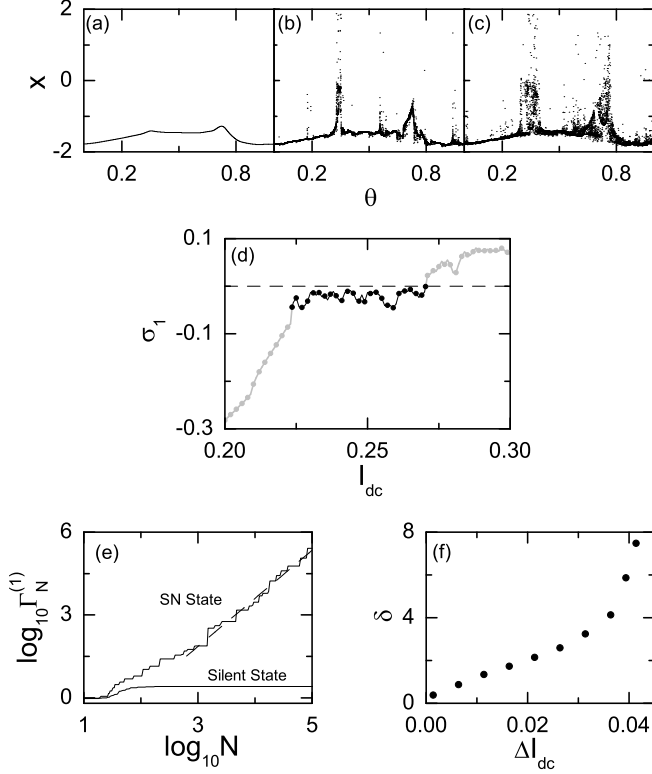 x
2
0
-2
(a)
(b)
(c)
0.2
0.8
0.2
0.8
0.2
0.8
θ
(d)
σ1
0.1
-0.1
-0.3
0.20
0.25
0.30
Idc
(e)
log10ΓN(1)
6
3
0
SN State
Silent State
1
3
5
log10N
(f)
δ
8
4
0
0.00
0.02
0.04
ΔIdc